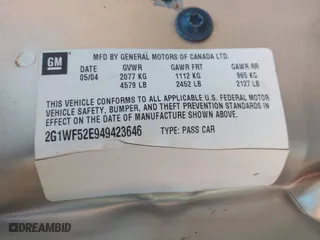 GM
MFD BY GENERAL MOTORS OF CANADA LTD.
DATE GVWR GAWR FRT GAWR RR
05/04 2077 KG 1112 KG 965 KG
4579 LB 2452 LB 2127 LB
THIS VEHICLE CONFORMS TO ALL APPLICABLE U.S. FEDERAL MOTOR
VEHICLE SAFETY, BUMPER, AND THEFT PREVENTION STANDARDS
IN EFFECT ON THE DATE OF MANUFACTURE SHOWN ABOVE.
2G1WF52E949423646 TYPE: PASS CAR
DREAMBID